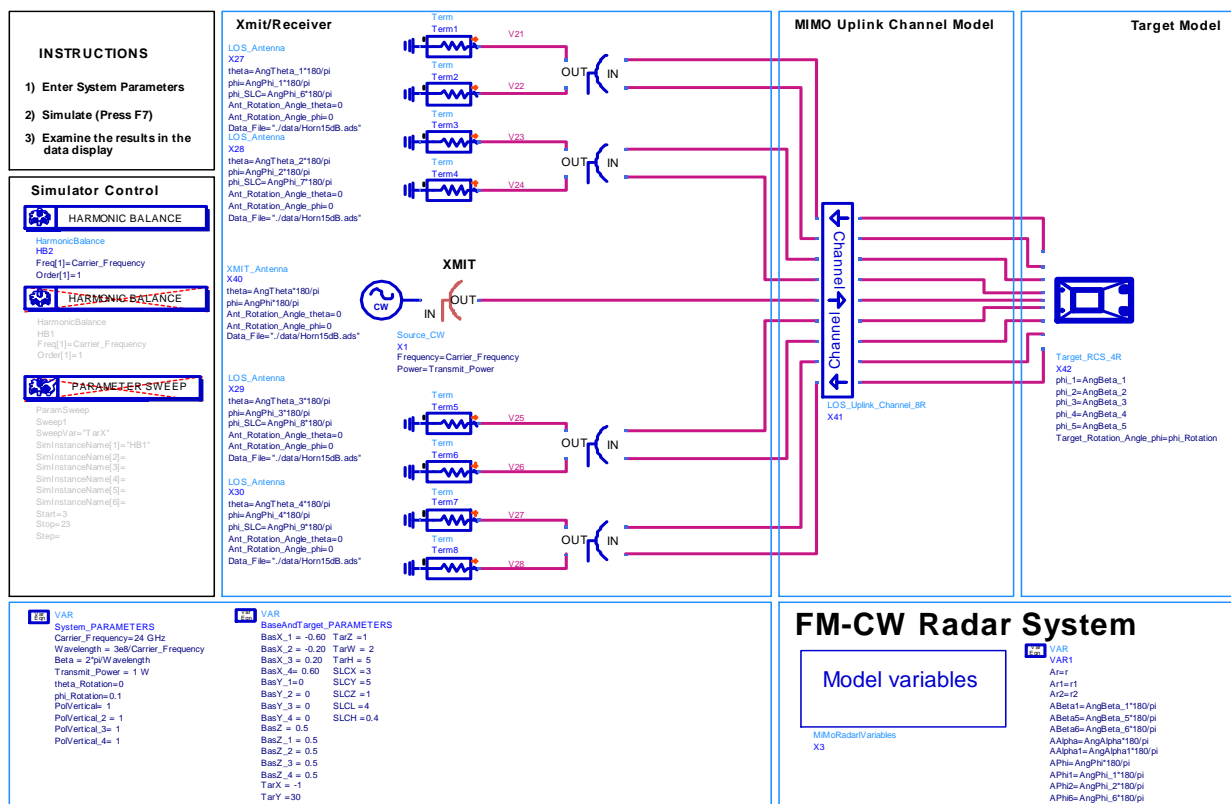 INSTRUCTIONS
1) Enter System Parameters
2) Simulate (Press F7)
3) Examine the results in the
data display
Simulator Control
HARMONIC BALANCE
HarmonicBalance
HB2
Freq[1]=Carrier_Frequency
Order[1]=1
HARMONIC BALANCE
HarmonicBalance
HB1
Freq[1]=Carrier_Frequency
Order[1]=1
PARAMETER SWEEP
ParamSweep
Sweep1
SweepVar="TarX"
SimInstanceName[1]="HB1"
SimInstanceName[2]=
SimInstanceName[3]=
SimInstanceName[4]=
SimInstanceName[5]=
SimInstanceName[6]=
Start=3
Stop=23
Step=
Xmit/Receiver
LOS_Antenna
X27
theta=AngTheta_1*180/pi
phi=AngPhi_1*180/pi
phi_SLC=AngPhi_6*180/pi
Ant_Rotation_Angle_theta=0
Ant_Rotation_Angle_phi=0
Data_File="./data/Horn15dB.ads"
LOS_Antenna
X28
theta=AngTheta_2*180/pi
phi=AngPhi_2*180/pi
phi_SLC=AngPhi_7*180/pi
Ant_Rotation_Angle_theta=0
Ant_Rotation_Angle_phi=0
Data_File="./data/Horn15dB.ads"
XMIT_Antenna
X40
theta=AngTheta*180/pi
phi=AngPhi*180/pi
Ant_Rotation_Angle_theta=0
Ant_Rotation_Angle_phi=0
Data_File="./data/Horn15dB.ads"
LOS_Antenna
X29
theta=AngTheta_3*180/pi
phi=AngPhi_3*180/pi
phi_SLC=AngPhi_8*180/pi
Ant_Rotation_Angle_theta=0
Ant_Rotation_Angle_phi=0
Data_File="./data/Horn15dB.ads"
LOS_Antenna
X30
theta=AngTheta_4*180/pi
phi=AngPhi_4*180/pi
phi_SLC=AngPhi_9*180/pi
Ant_Rotation_Angle_theta=0
Ant_Rotation_Angle_phi=0
Data_File="./data/Horn15dB.ads"
Term
Term1
V21
Term2
V22
OUT IN
Term
Term3
V23
Term
Term4
V24
OUT IN
XMIT
CW
IN
OUT
Source_CW
X1
Frequency=Carrier_Frequency
Power=Transmit_Power
Term
Term5
V25
Term
Term6
V26
OUT IN
Term
Term7
V27
Term
Term8
V28
OUT IN
MIMO Uplink Channel Model
Channel
Channel
LOS_Uplink_Channel_8R
X41
Target Model
Target_RCS_4R
X42
phi_1=AngBeta_1
phi_2=AngBeta_2
phi_3=AngBeta_3
phi_4=AngBeta_4
phi_5=AngBeta_5
Target_Rotation_Angle_phi=phi_Rotation
Var
Eqn
VAR
System_PARAMETERS
Carrier_Frequency=24 GHz
Wavelength = 3e8/Carrier_Frequency
Beta = 2*pi/Wavelength
Transmit_Power = 1 W
theta_Rotation=0
phi_Rotation=0.1
PolVertical= 1
PolVertical_2 = 1
PolVertical_3= 1
PolVertical_4= 1
Var
Eqn
VAR
BaseAndTarget_PARAMETERS
BasX_1 = -0.60 TarZ =1
BasX_2 = -0.20 TarW = 2
BasX_3 = 0.20 TarH = 5
BasX_4= 0.60 SLCX =3
BasY_1=0 SLCY =5
BasY_2 = 0 SLCZ =1
BasY_3 = 0 SLCL =4
BasY_4 = 0 SLCH =0.4
BasZ = 0.5
BasZ_1 = 0.5
BasZ_2 = 0.5
BasZ_3 = 0.5
BasZ_4 = 0.5
TarX = -1
TarY =30
FM-CW Radar System
Model variables
MiMoRadarlVariables
X3
Var
Eqn
VAR
VAR1
Ar=r
Ar1=r1
Ar2=r2
ABeta1=AngBeta_1*180/pi
ABeta5=AngBeta_5*180/pi
ABeta6=AngBeta_6*180/pi
AAlpha=AngAlpha*180/pi
AAlpha1=AngAlpha1*180/pi
APhi=AngPhi*180/pi
APhi1=AngPhi_1*180/pi
APhi2=AngPhi_2*180/pi
APhi6=AngPhi_6*180/pi